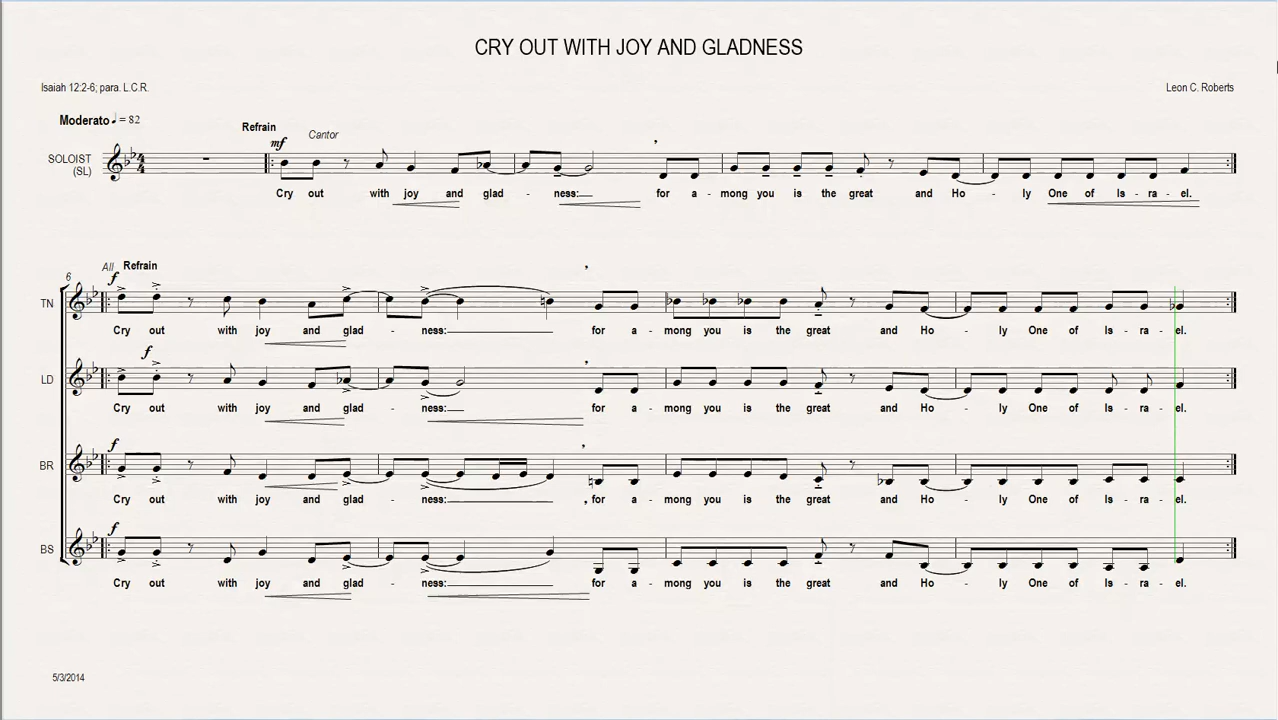 CRY OUT WITH JOY AND GLADNESS
Isaiah 12:2-6; para. L.C.R.
Leon C. Roberts
Moderato ♩ = 82
Refrain
mf
Cantor
SOLOIST
(SL)
Cry out with joy and glad - ness: for a - mong you is the great and Ho - ly One of Is - ra - el.
6
All Refrain
f
TN
Cry out with joy and glad - ness: for a - mong you is the great and Ho - ly One of Is - ra - el.
f
LD
Cry out with joy and glad - ness: for a - mong you is the great and Ho - ly One of Is - ra - el.
f
BR
Cry out with joy and glad - ness: for a - mong you is the great and Ho - ly One of Is - ra - el.
f
BS
Cry out with joy and glad - ness: for a - mong you is the great and Ho - ly One of Is - ra - el.
5/3/2014